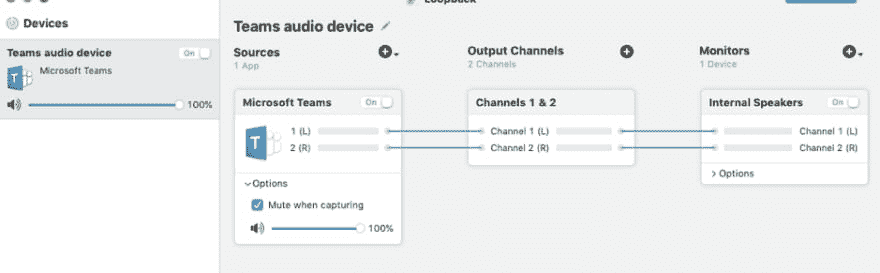 Loopback
Devices
Teams audio device
On
Microsoft Teams
100%
Teams audio device
Sources
1 App
Output Channels
2 Channels
Monitors
1 Device
Microsoft Teams
On
T
1 (L)
2 (R)
Options
Mute when capturing
100%
Channels 1 & 2
Channel 1 (L)
Channel 2 (R)
Internal Speakers
On
Channel 1 (L)
Channel 2 (R)
Options